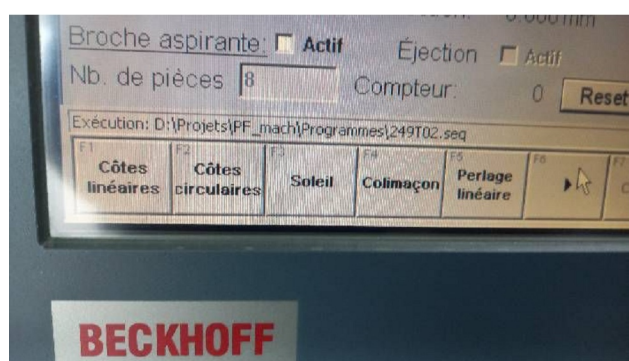 Broche aspirante: Actif Éjection Actif
Nb. de pièces 8 Compteur: 0 Reset
Exécution: D:\Projets\PF_mach\Programmes\249T02.seq
F1 F2 F3 F4 F5 F6 F7
Côtes linéaires Côtes circulaires Soleil Colimaçon Perlage linéaire
BECKHOFF